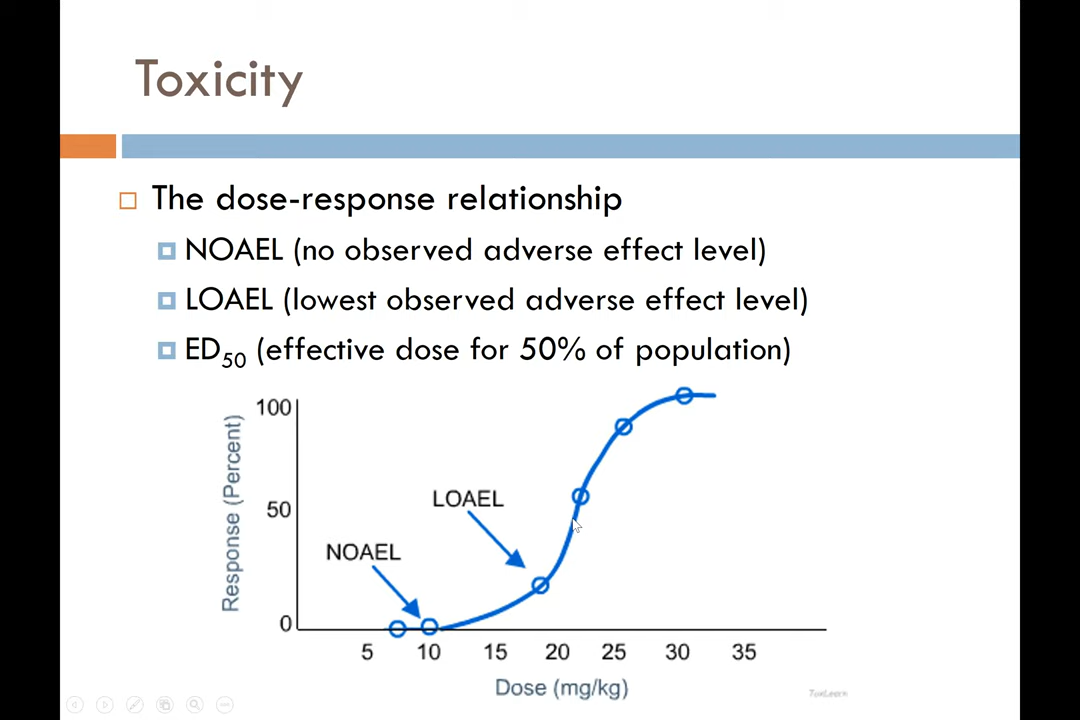 Toxicity
The dose-response relationship
NOAEL (no observed adverse effect level)
LOAEL (lowest observed adverse effect level)
ED50 (effective dose for 50% of population)
100
50
0
Response (Percent)
LOAEL
NOAEL
5 10 15 20 25 30 35
Dose (mg/kg)
ToxLearn